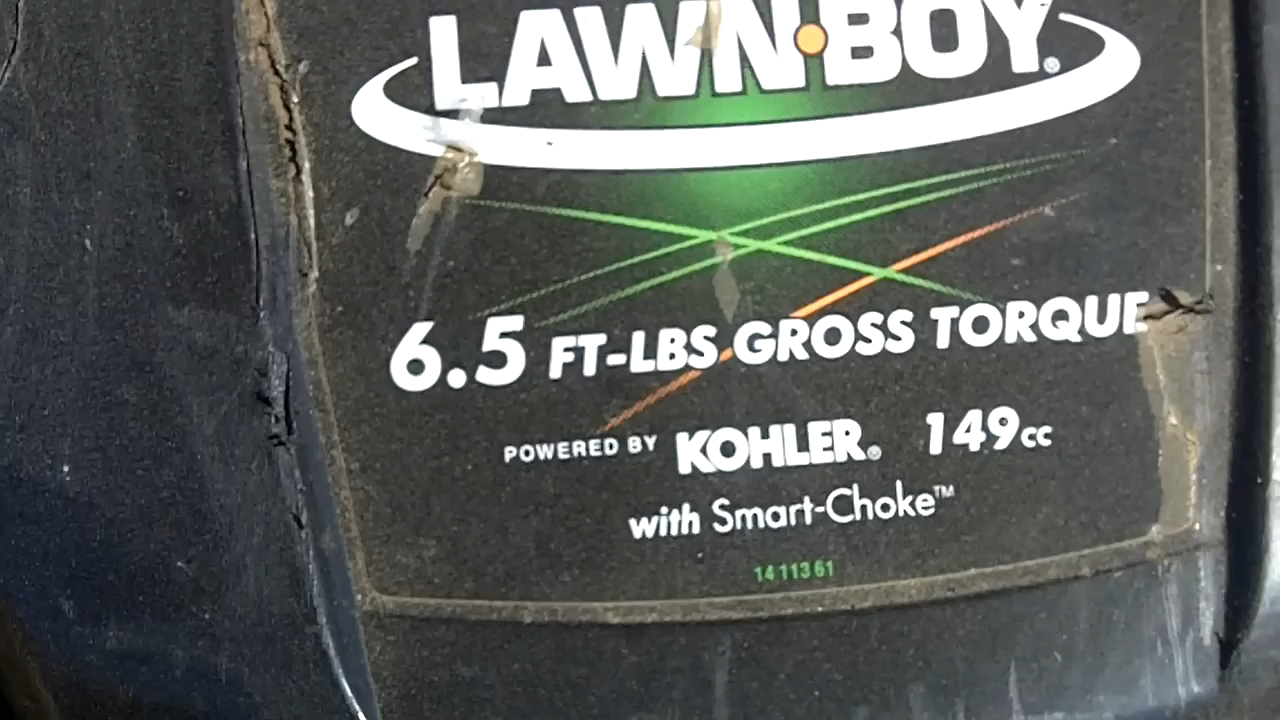 LAWN·BOY®
6.5 FT-LBS GROSS TORQUE
POWERED BY KOHLER® 149cc
with Smart-Choke™
14 113 61